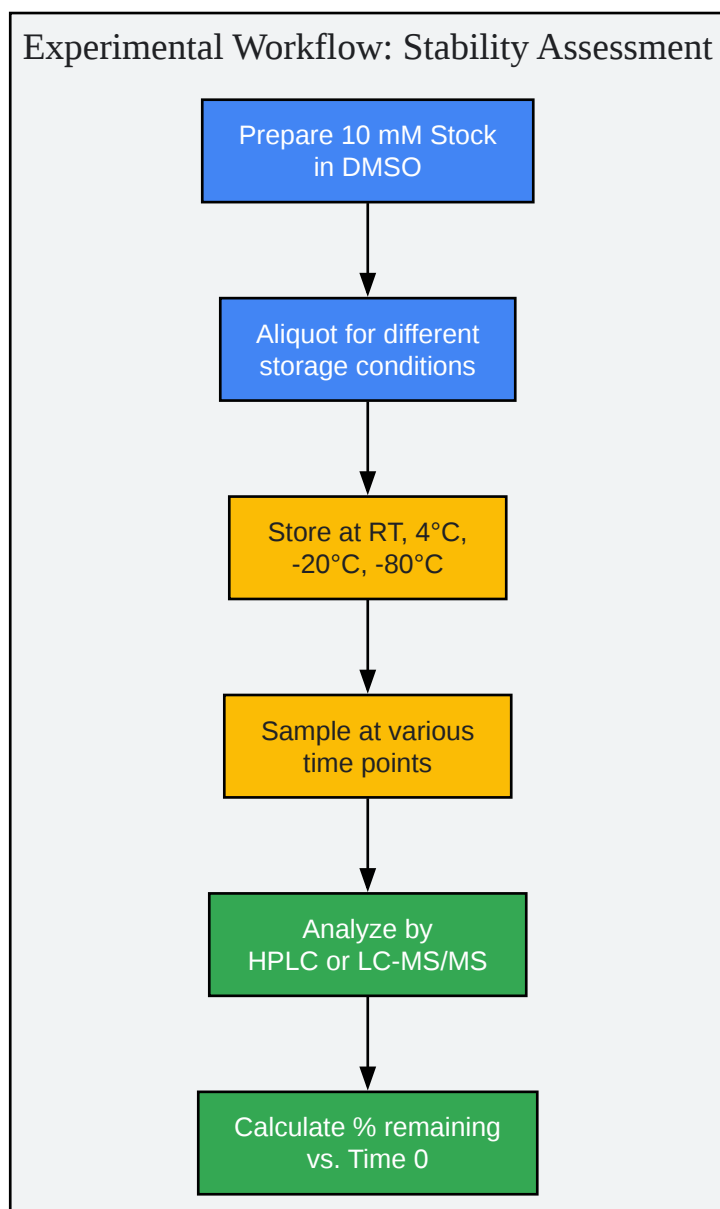 Experimental Workflow: Stability Assessment
Prepare 10 mM Stock
in DMSO
Aliquot for different
storage conditions
Store at RT, 4°C,
-20°C, -80°C
Sample at various
time points
Analyze by
HPLC or LC-MS/MS
Calculate % remaining
vs. Time 0